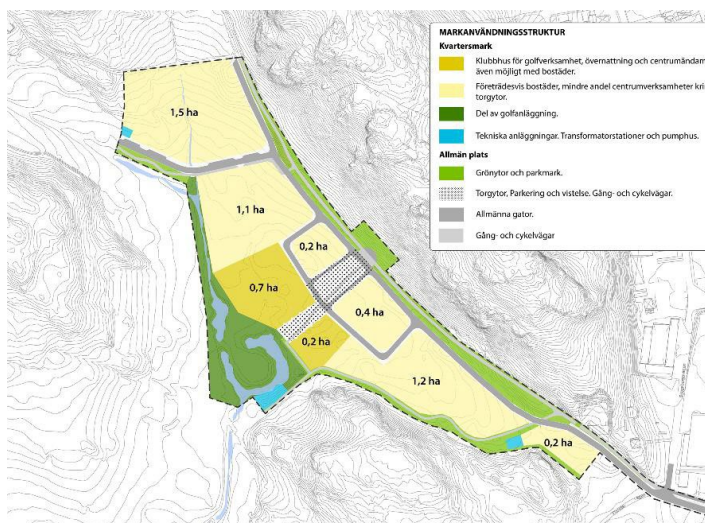 MARKANVÄNDNINGSSTRUKTUR
Kvartersmark
Klubbhus för golfverksamhet, övernattning och centrumändam
även möjligt med bostäder.
Företrädesvis bostäder, mindre andel centrumverksamheter kri
torgytor.
Del av golfanläggning.
Tekniska anläggningar. Transformatorstationer och pumphus.
Allmän plats
Grönytor och parkmark.
Torgytor, Parkering och vistelse. Gång- och cykelvägar.
Allmänna gator.
Gång- och cykelvägar
1,5 ha
1,1 ha
0,2 ha
0,7 ha
0,4 ha
0,2 ha
1,2 ha
0,2 ha